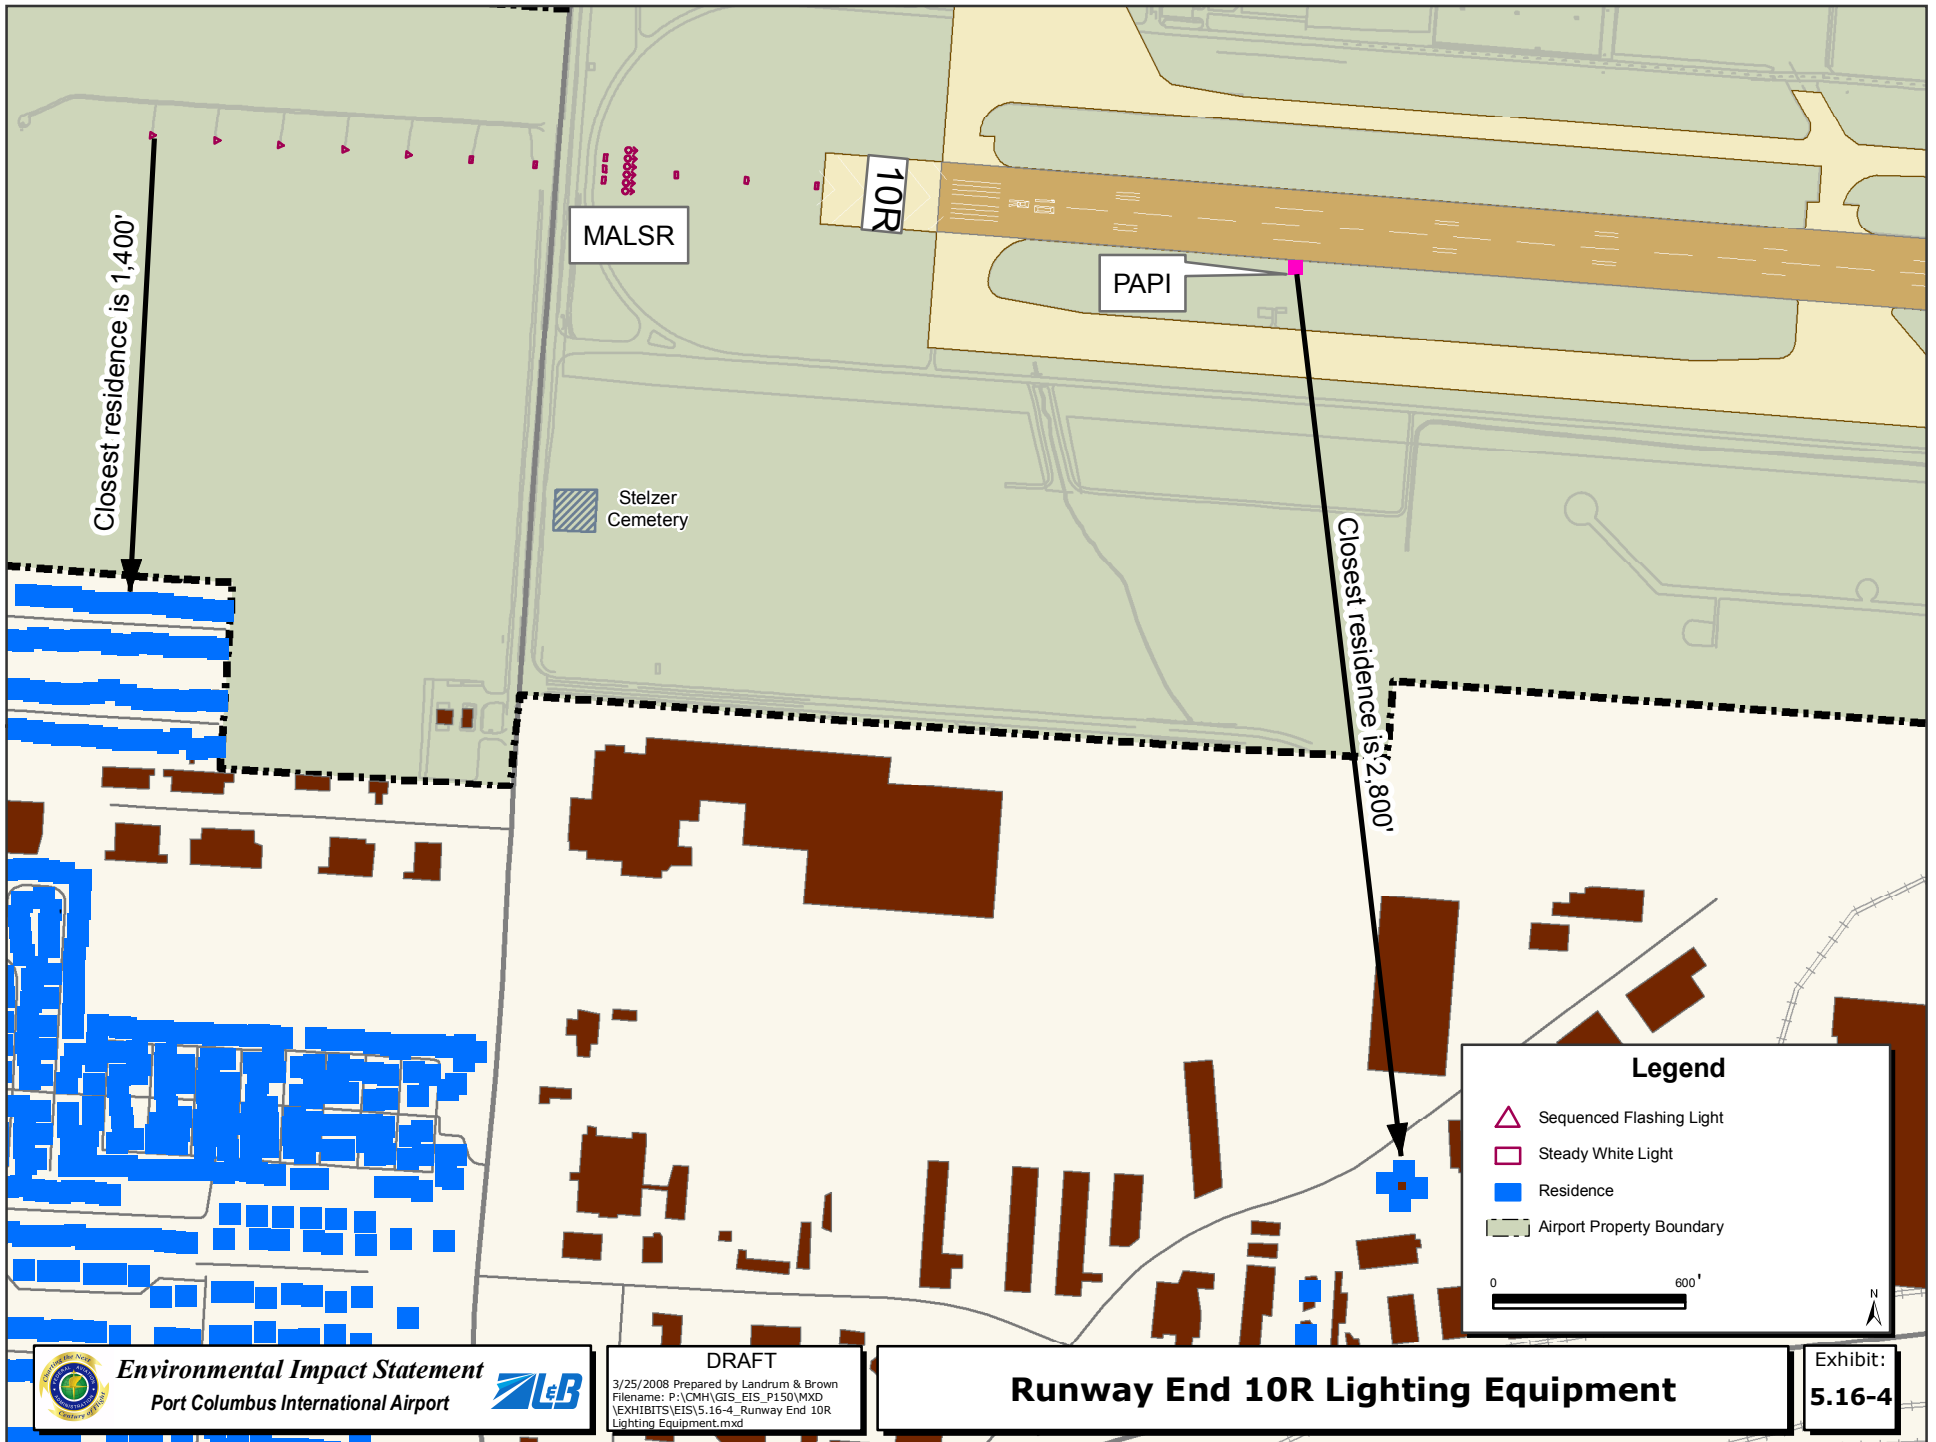 Closest residence is 1,400'
MALSR
10R
PAPI
Stelzer
Cemetery
Closest residence is 2,800'
Legend
Sequenced Flashing Light
Steady White Light
Residence
Airport Property Boundary
0 600'
N
Environmental Impact Statement
Port Columbus International Airport
L&B
DRAFT
3/25/2008 Prepared by Landrum & Brown
Filename: P:\CMH\GIS_EIS_P150\MXD
\EXHIBITS\EIS\5.16-4_Runway End 10R
Lighting Equipment.mxd
Runway End 10R Lighting Equipment
Exhibit:
5.16-4